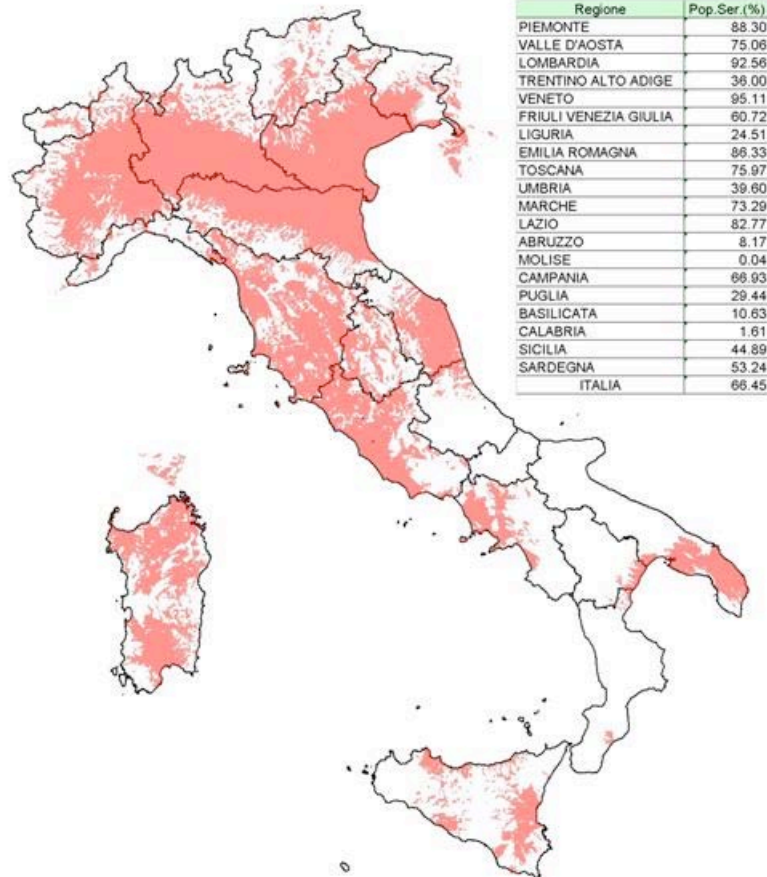 Regione Pop.Ser.(%)
PIEMONTE 88.30
VALLE D'AOSTA 75.06
LOMBARDIA 92.56
TRENTINO ALTO ADIGE 36.00
VENETO 95.11
FRIULI VENEZIA GIULIA 60.72
LIGURIA 24.51
EMILIA ROMAGNA 86.33
TOSCANA 75.97
UMBRIA 39.60
MARCHE 73.29
LAZIO 82.77
ABRUZZO 8.17
MOLISE 0.04
CAMPANIA 66.93
PUGLIA 29.44
BASILICATA 10.63
CALABRIA 1.61
SICILIA 44.89
SARDEGNA 53.24
ITALIA 66.45